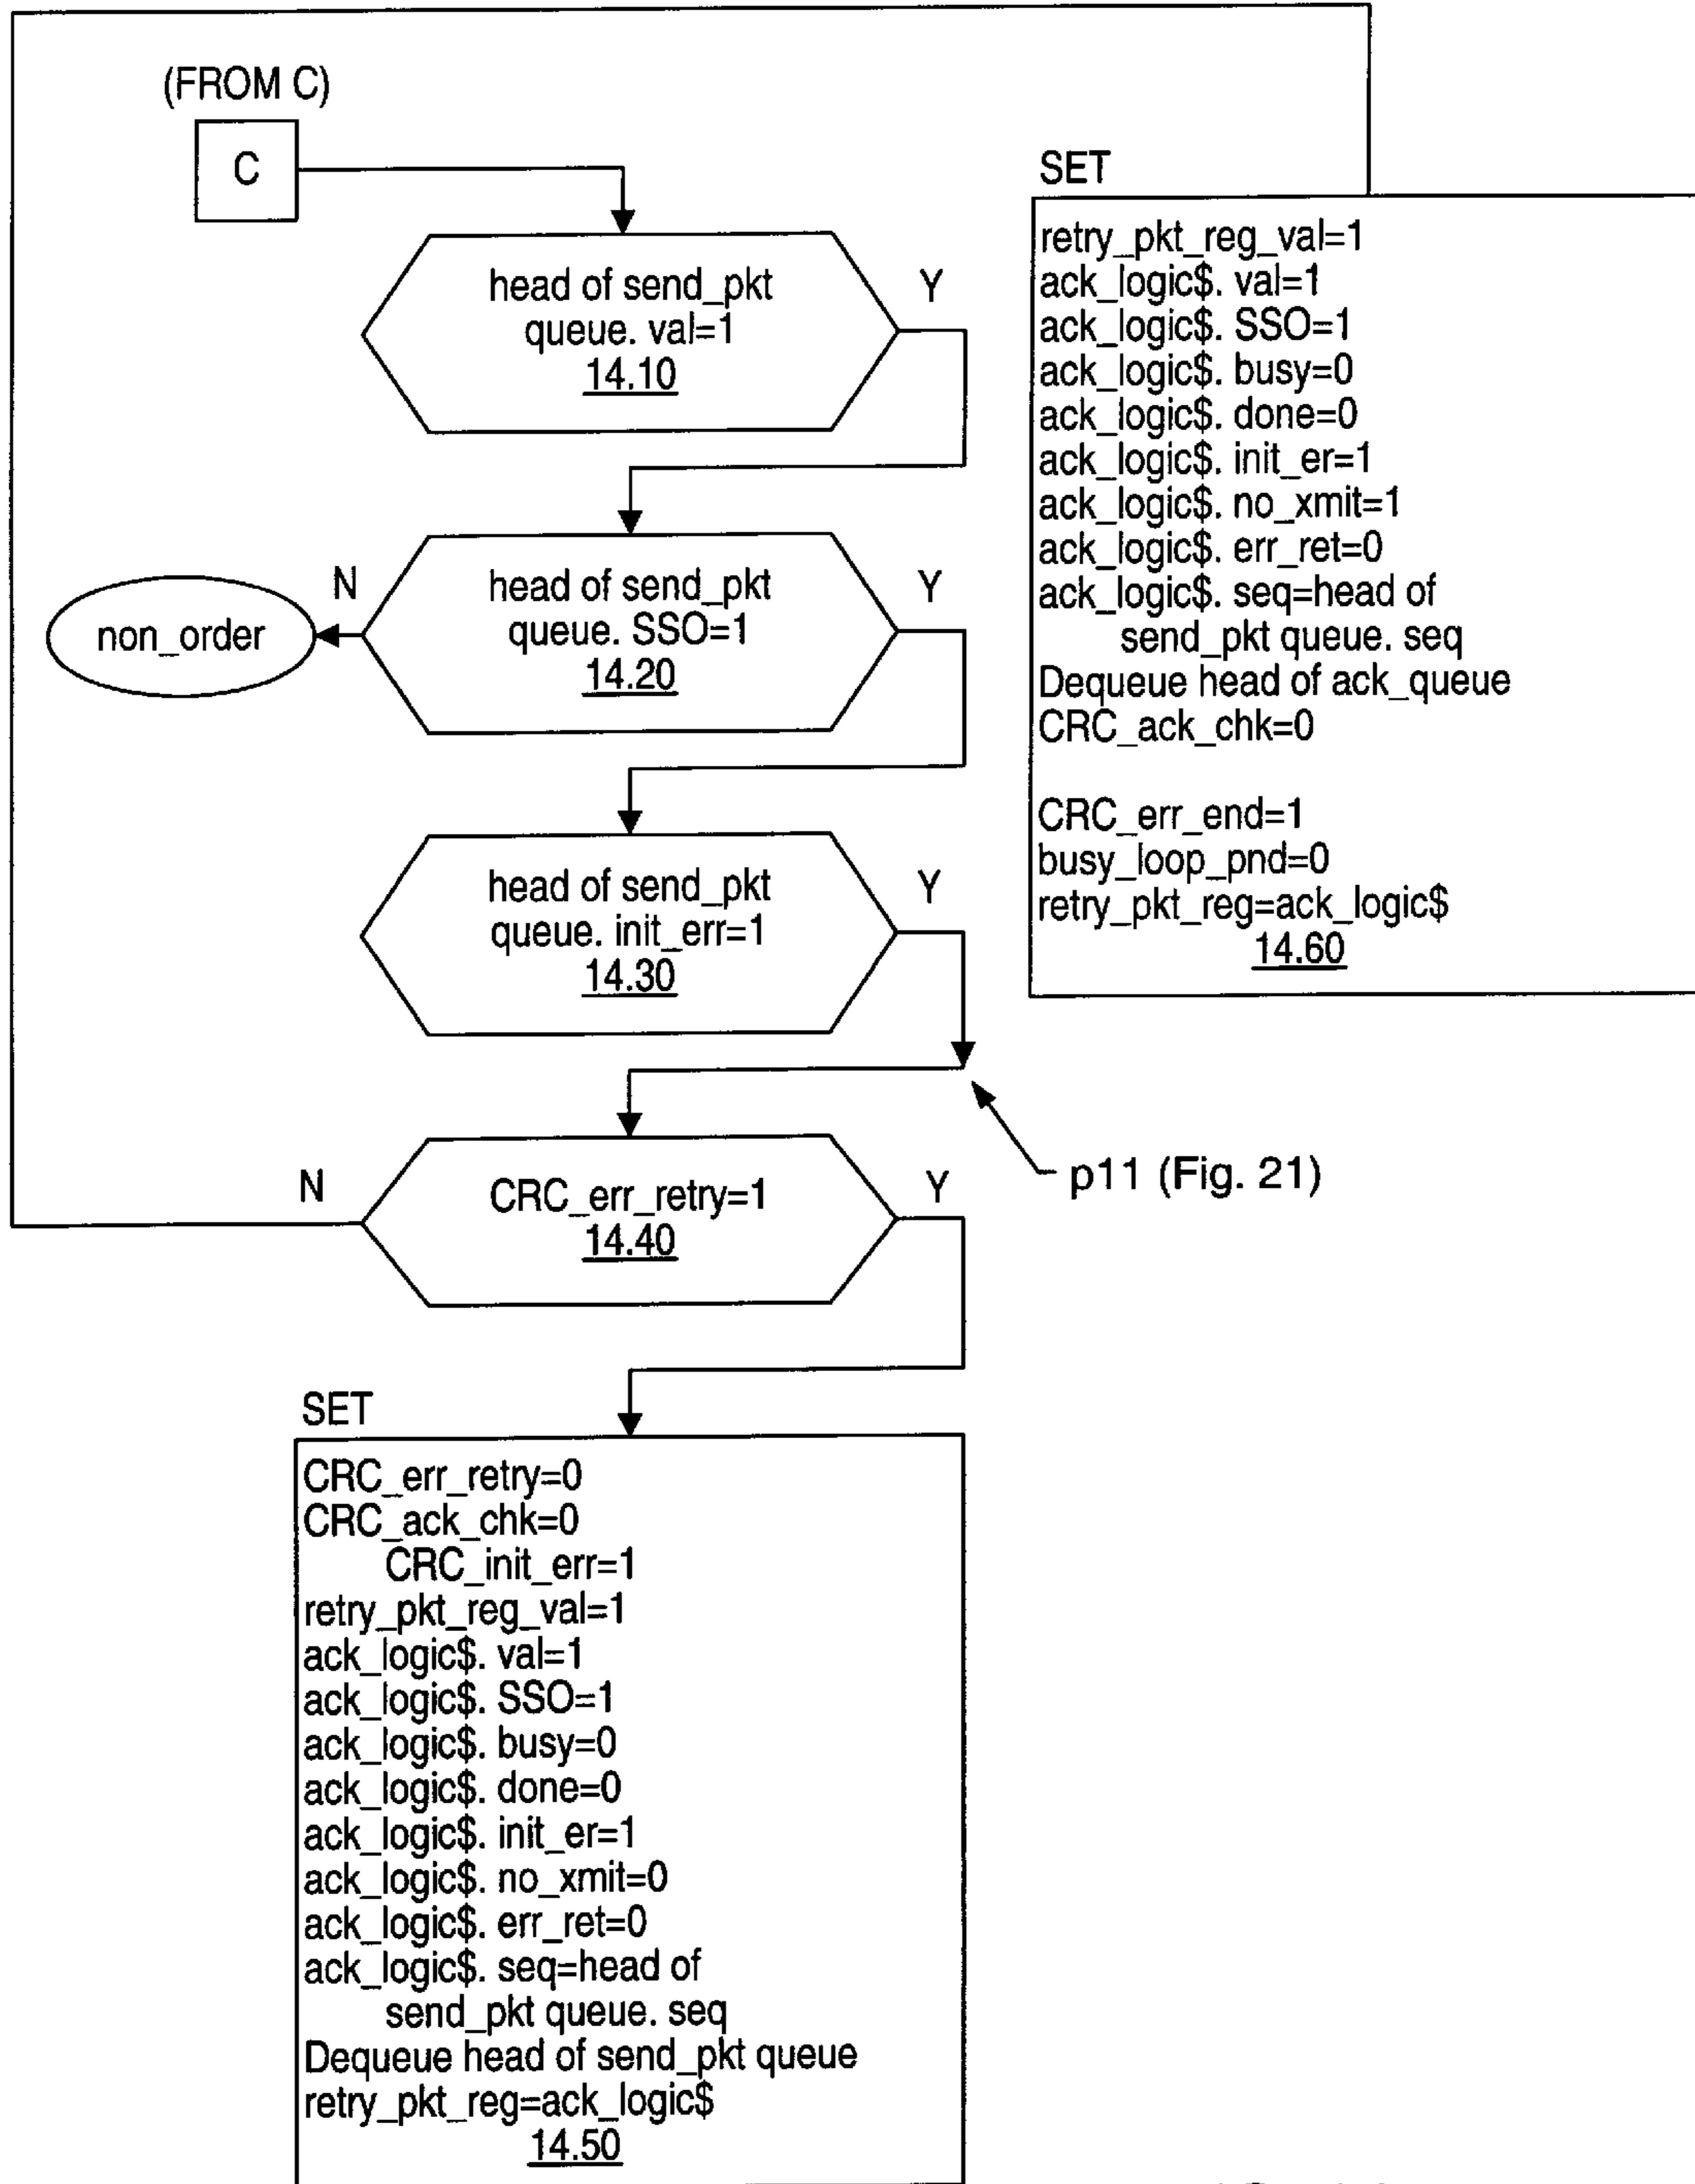 (FROM C)
C
head of send_pkt
queue. val=1
14.10
Y
head of send_pkt
queue. SSO=1
14.20
N
Y
non_order
head of send_pkt
queue. init_err=1
14.30
Y
p11 (Fig. 21)
CRC_err_retry=1
14.40
N
Y
SET
CRC_err_retry=0
CRC_ack_chk=0
CRC_init_err=1
retry_pkt_reg_val=1
ack_logic$. val=1
ack_logic$. SSO=1
ack_logic$. busy=0
ack_logic$. done=0
ack_logic$. init_er=1
ack_logic$. no_xmit=0
ack_logic$. err_ret=0
ack_logic$. seq=head of
send_pkt queue. seq
Dequeue head of send_pkt queue
retry_pkt_reg=ack_logic$
14.50
SET
retry_pkt_reg_val=1
ack_logic$. val=1
ack_logic$. SSO=1
ack_logic$. busy=0
ack_logic$. done=0
ack_logic$. init_er=1
ack_logic$. no_xmit=1
ack_logic$. err_ret=0
ack_logic$. seq=head of
send_pkt queue. seq
Dequeue head of ack_queue
CRC_ack_chk=0
CRC_err_end=1
busy_loop_pnd=0
retry_pkt_reg=ack_logic$
14.60